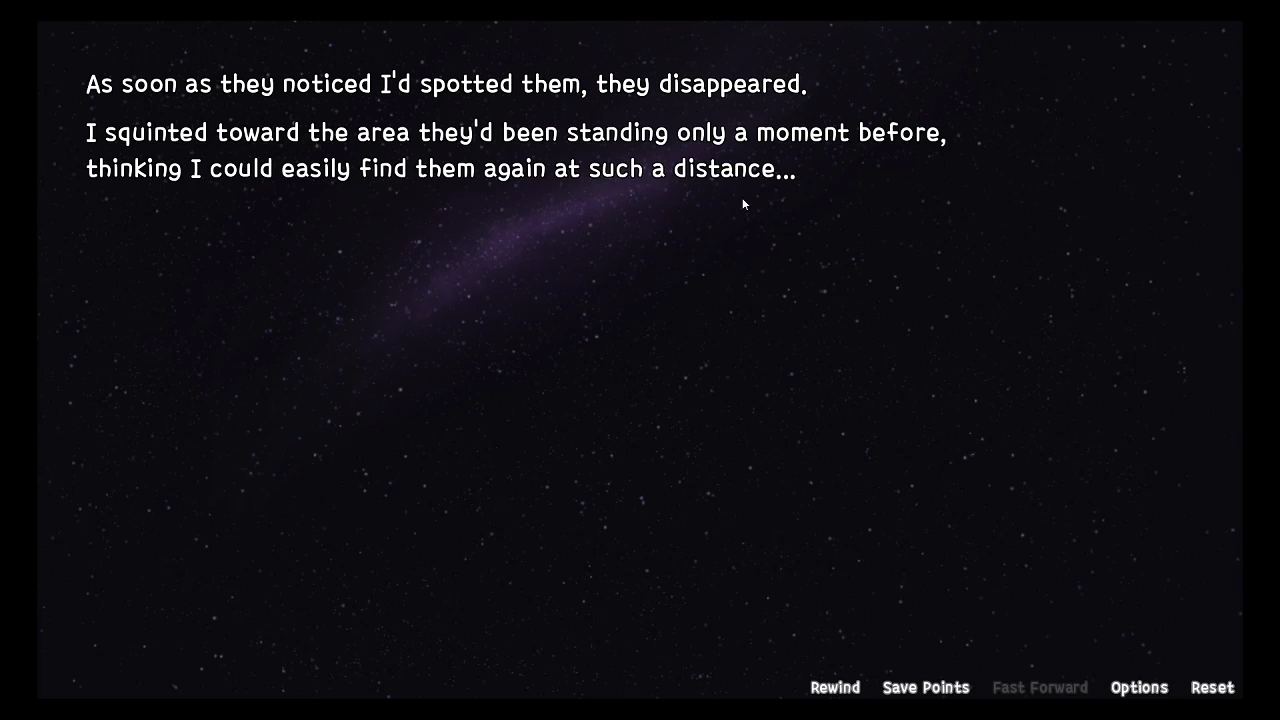 As soon as they noticed I'd spotted them, they disappeared.
I squinted toward the area they'd been standing only a moment before,
thinking I could easily find them again at such a distance...
Rewind Save Points Fast Forward Options Reset